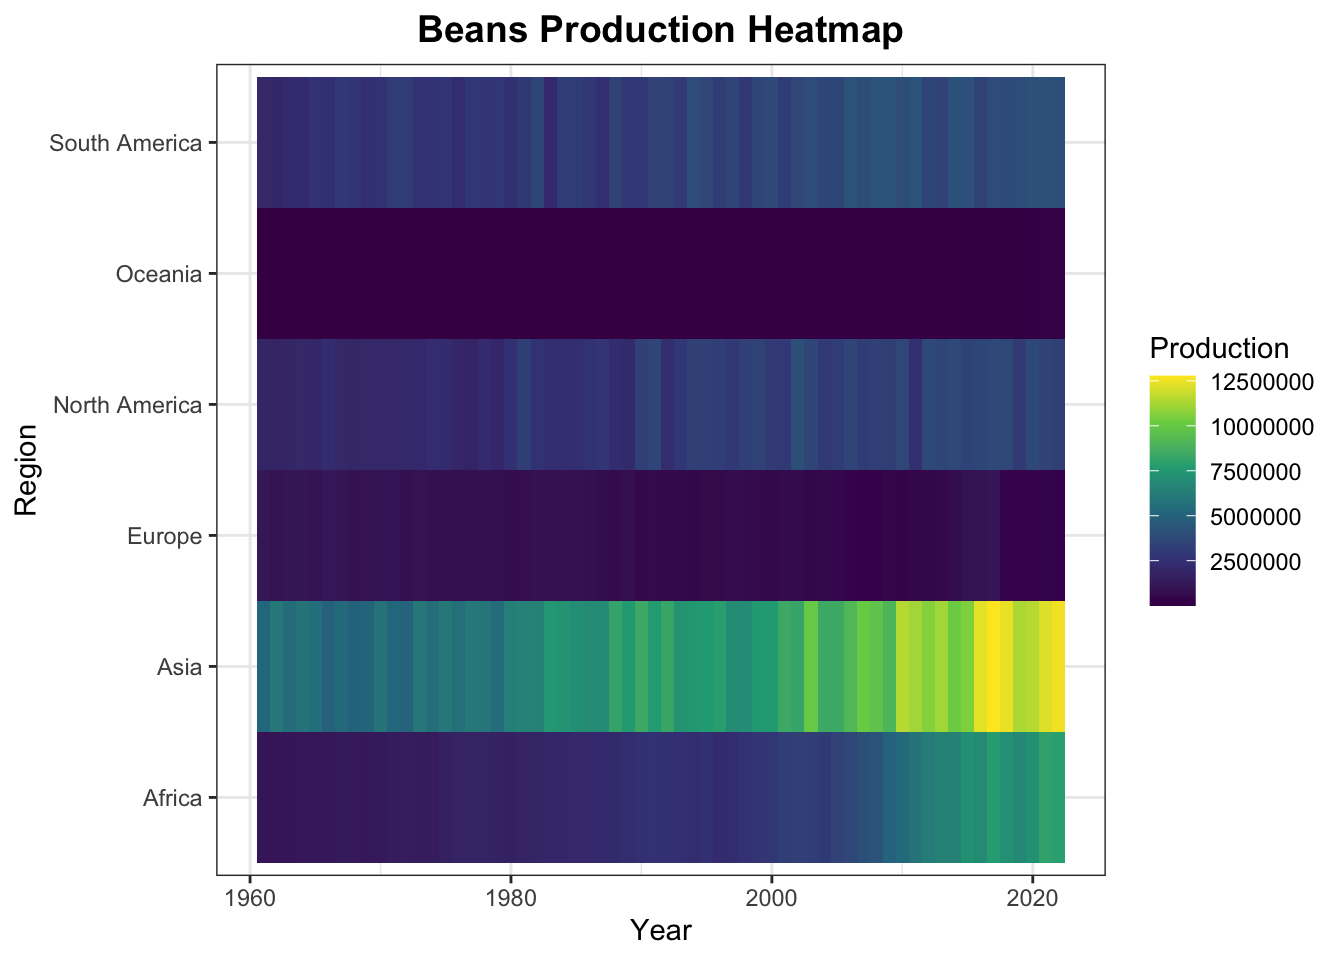 Beans Production Heatmap
South America
Oceania
North America
Europe
Asia
Africa
Region
1960
1980
2000
2020
Year
Production
12500000
10000000
7500000
5000000
2500000